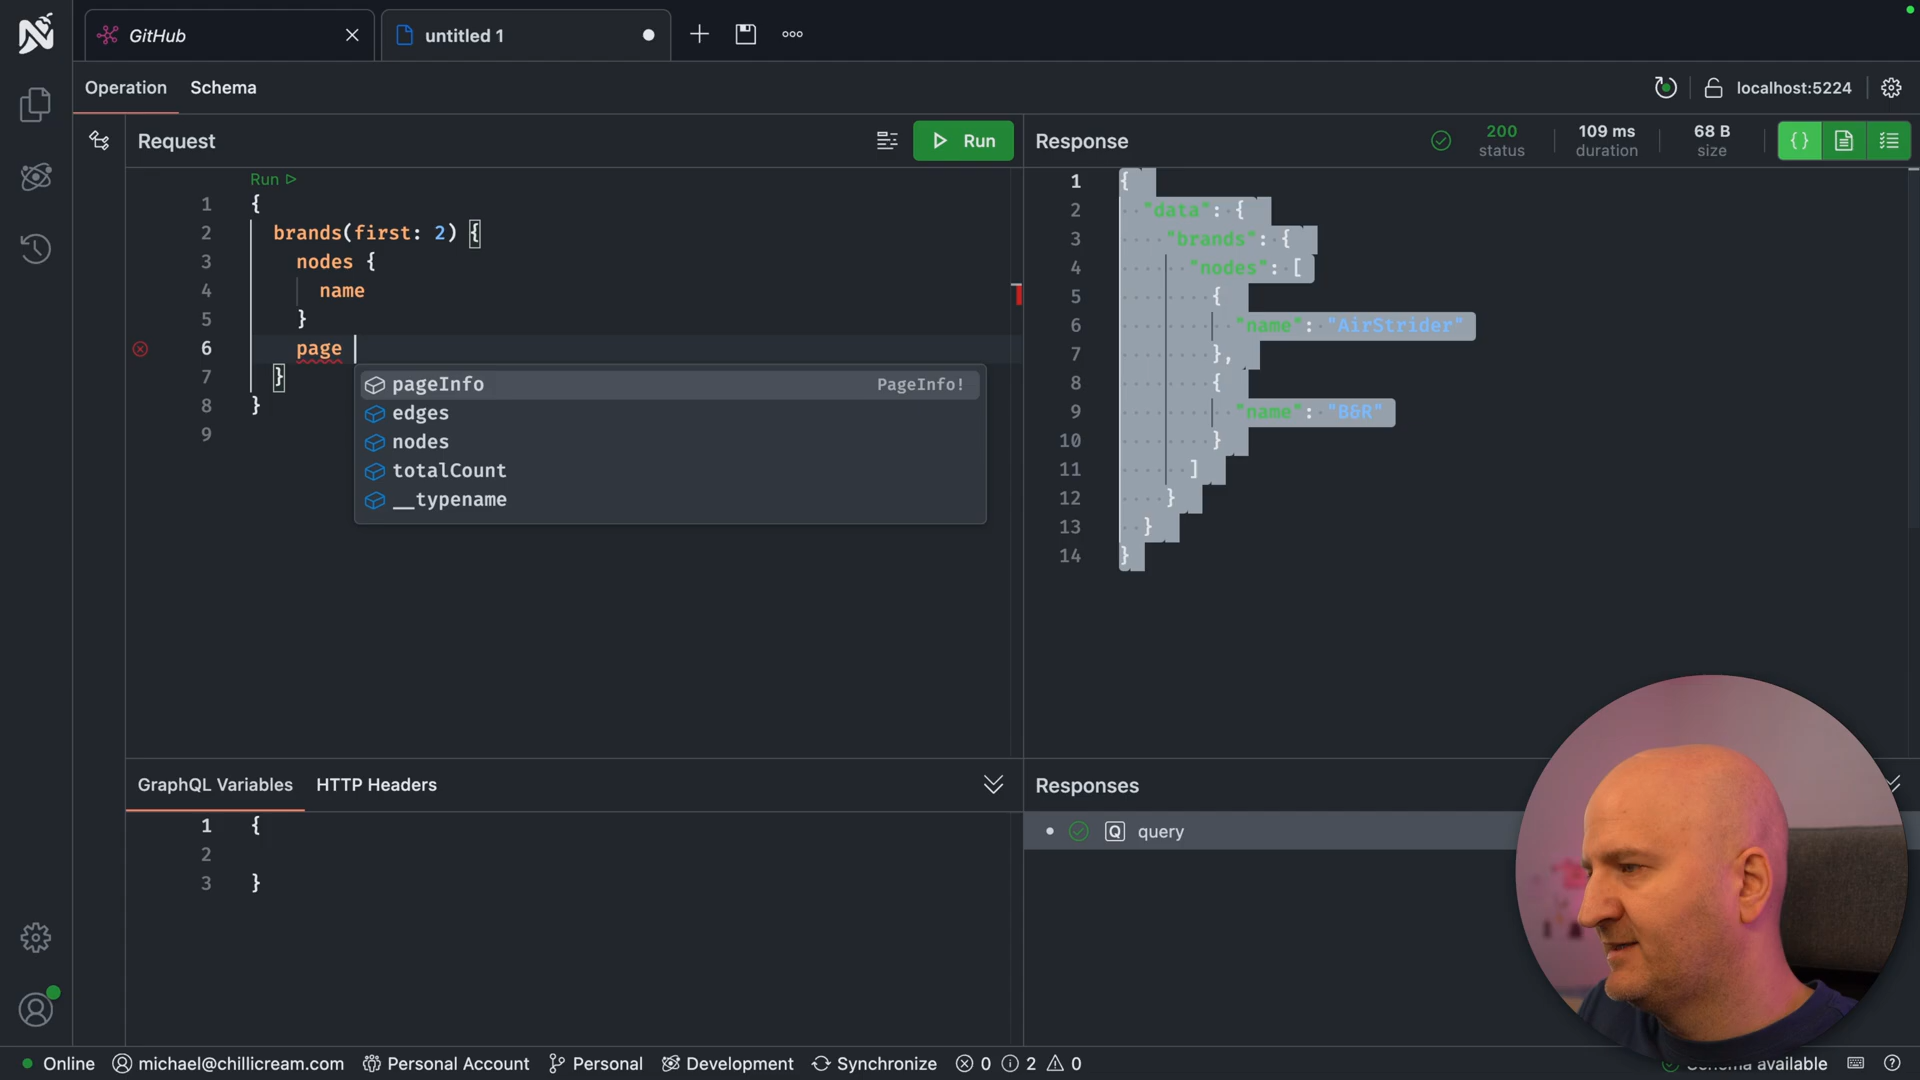 GitHub
untitled 1
Operation
Schema
localhost:5224
Request
Run
Response
200
status
109 ms
duration
68 B
size
Run
1 {
2 brands(first: 2) {
3 nodes {
4 name
5 }
6 page
7 }
8 }
9
pageInfo PageInfo!
edges
nodes
totalCount
__typename
1 {
2 "data": {
3 "brands": {
4 "nodes": [
5 {
6 "name": "AirStrider"
7 },
8 {
9 "name": "B&R"
10 }
11 ]
12 }
13 }
14 }
GraphQL Variables
HTTP Headers
1 {
2
3 }
Responses
Q query
Online
michael@chillicream.com
Personal Account
Personal
Development
Synchronize
0
2
0
Schema available